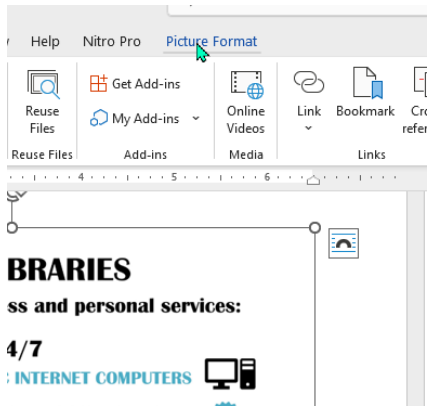 Help Nitro Pro Picture Format
Reuse Files
Get Add-ins
My Add-ins
Online Videos
Link
Bookmark
Reuse Files Add-ins Media Links
4 5 6
BRARIES
ss and personal services:
4/7
INTERNET COMPUTERS